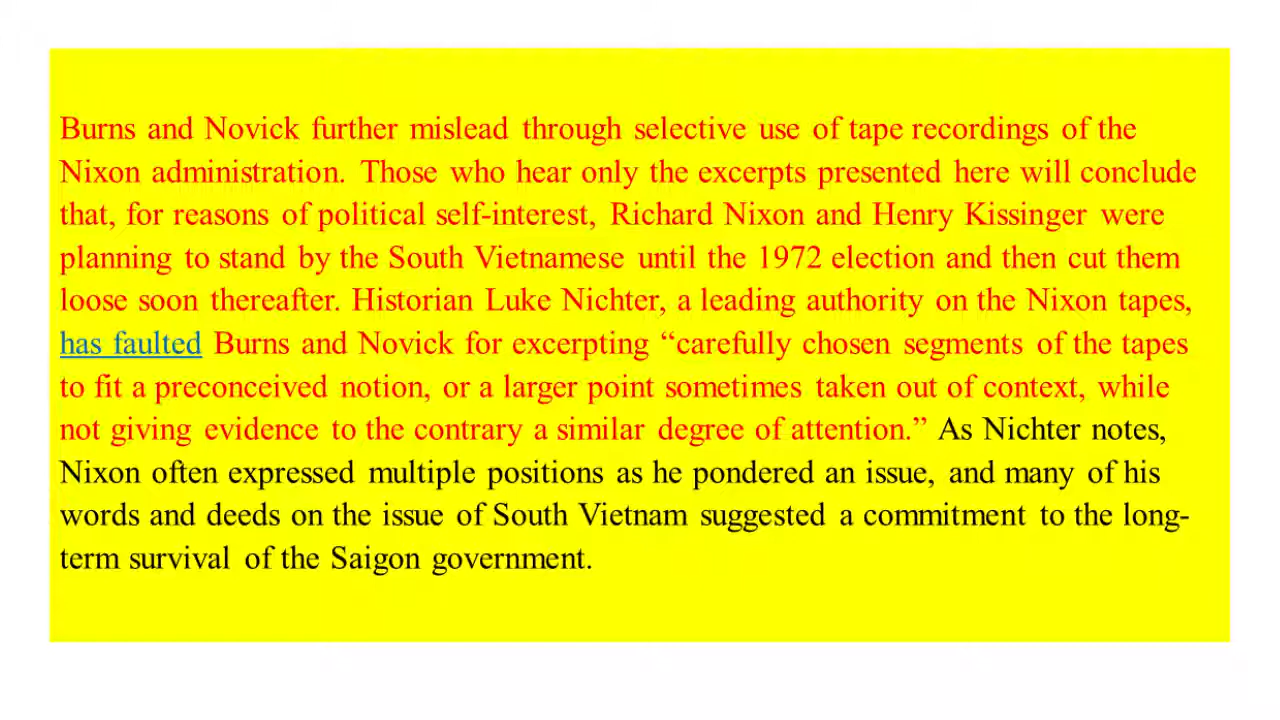 Burns and Novick further mislead through selective use of tape recordings of the
Nixon administration. Those who hear only the excerpts presented here will conclude
that, for reasons of political self-interest, Richard Nixon and Henry Kissinger were
planning to stand by the South Vietnamese until the 1972 election and then cut them
loose soon thereafter. Historian Luke Nichter, a leading authority on the Nixon tapes,
has faulted Burns and Novick for excerpting “carefully chosen segments of the tapes
to fit a preconceived notion, or a larger point sometimes taken out of context, while
not giving evidence to the contrary a similar degree of attention.” As Nichter notes,
Nixon often expressed multiple positions as he pondered an issue, and many of his
words and deeds on the issue of South Vietnam suggested a commitment to the long-
term survival of the Saigon government.